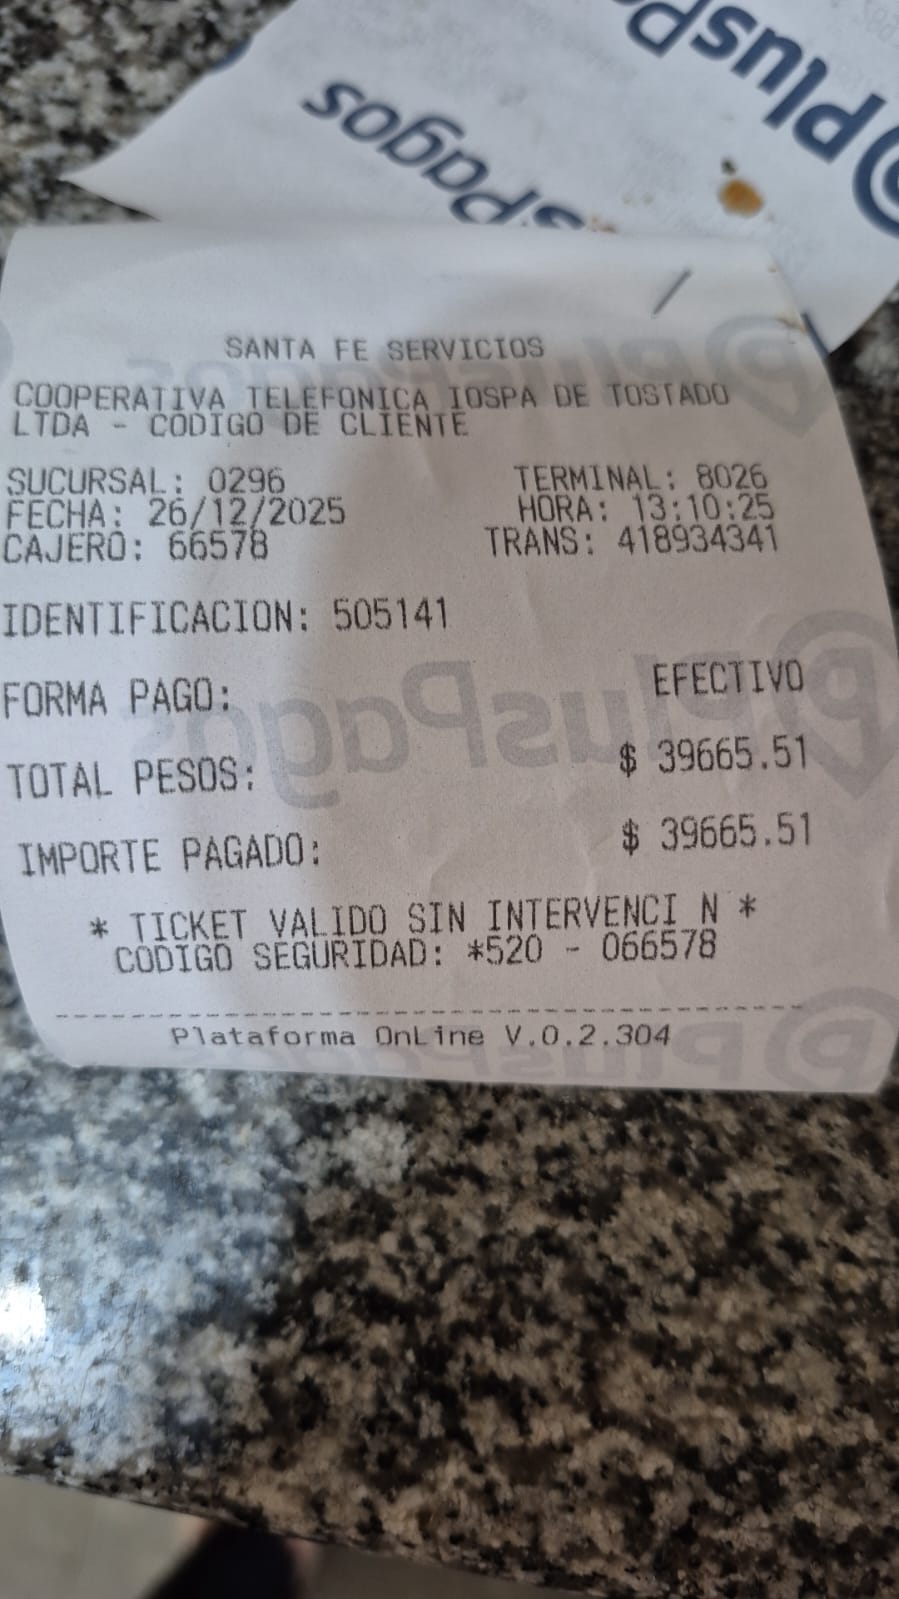 PlusPagos
SANTA FE SERVICIOS
COOPERATIVA TELEFONICA IOSPA DE TOSTADO
LTDA - CODIGO DE CLIENTE
SUCURSAL: 0296 TERMINAL: 8026
FECHA: 26/12/2025 HORA: 13:10:25
CAJERO: 66578 TRANS: 418934341
IDENTIFICACION: 505141
FORMA PAGO: EFECTIVO
TOTAL PESOS: $ 39665.51
IMPORTE PAGADO: $ 39665.51
* TICKET VALIDO SIN INTERVENCI N *
CODIGO SEGURIDAD: *520 - 066578
Plataforma OnLine V.0.2.304